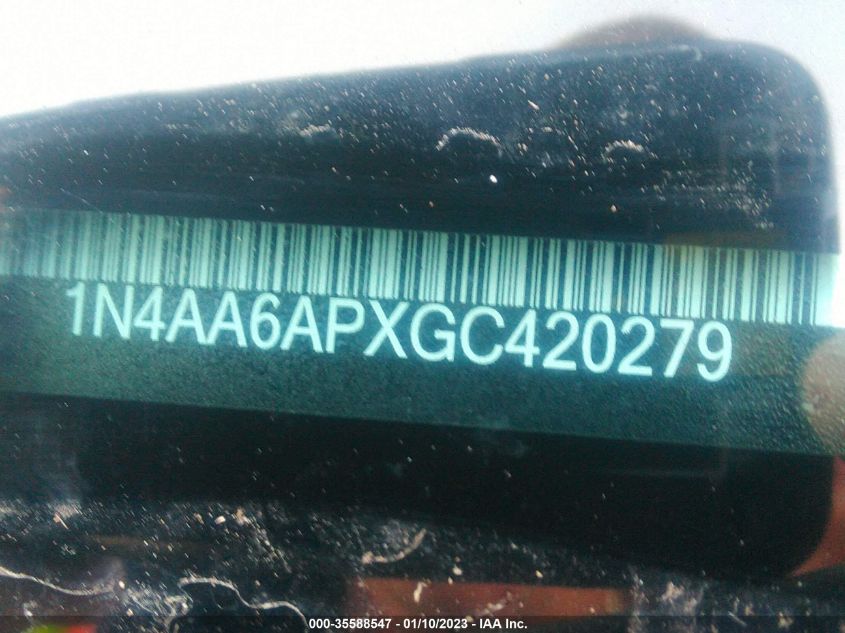 1N4AA6APXGC420279
000-35588547 - 01/10/2023 - IAA Inc.